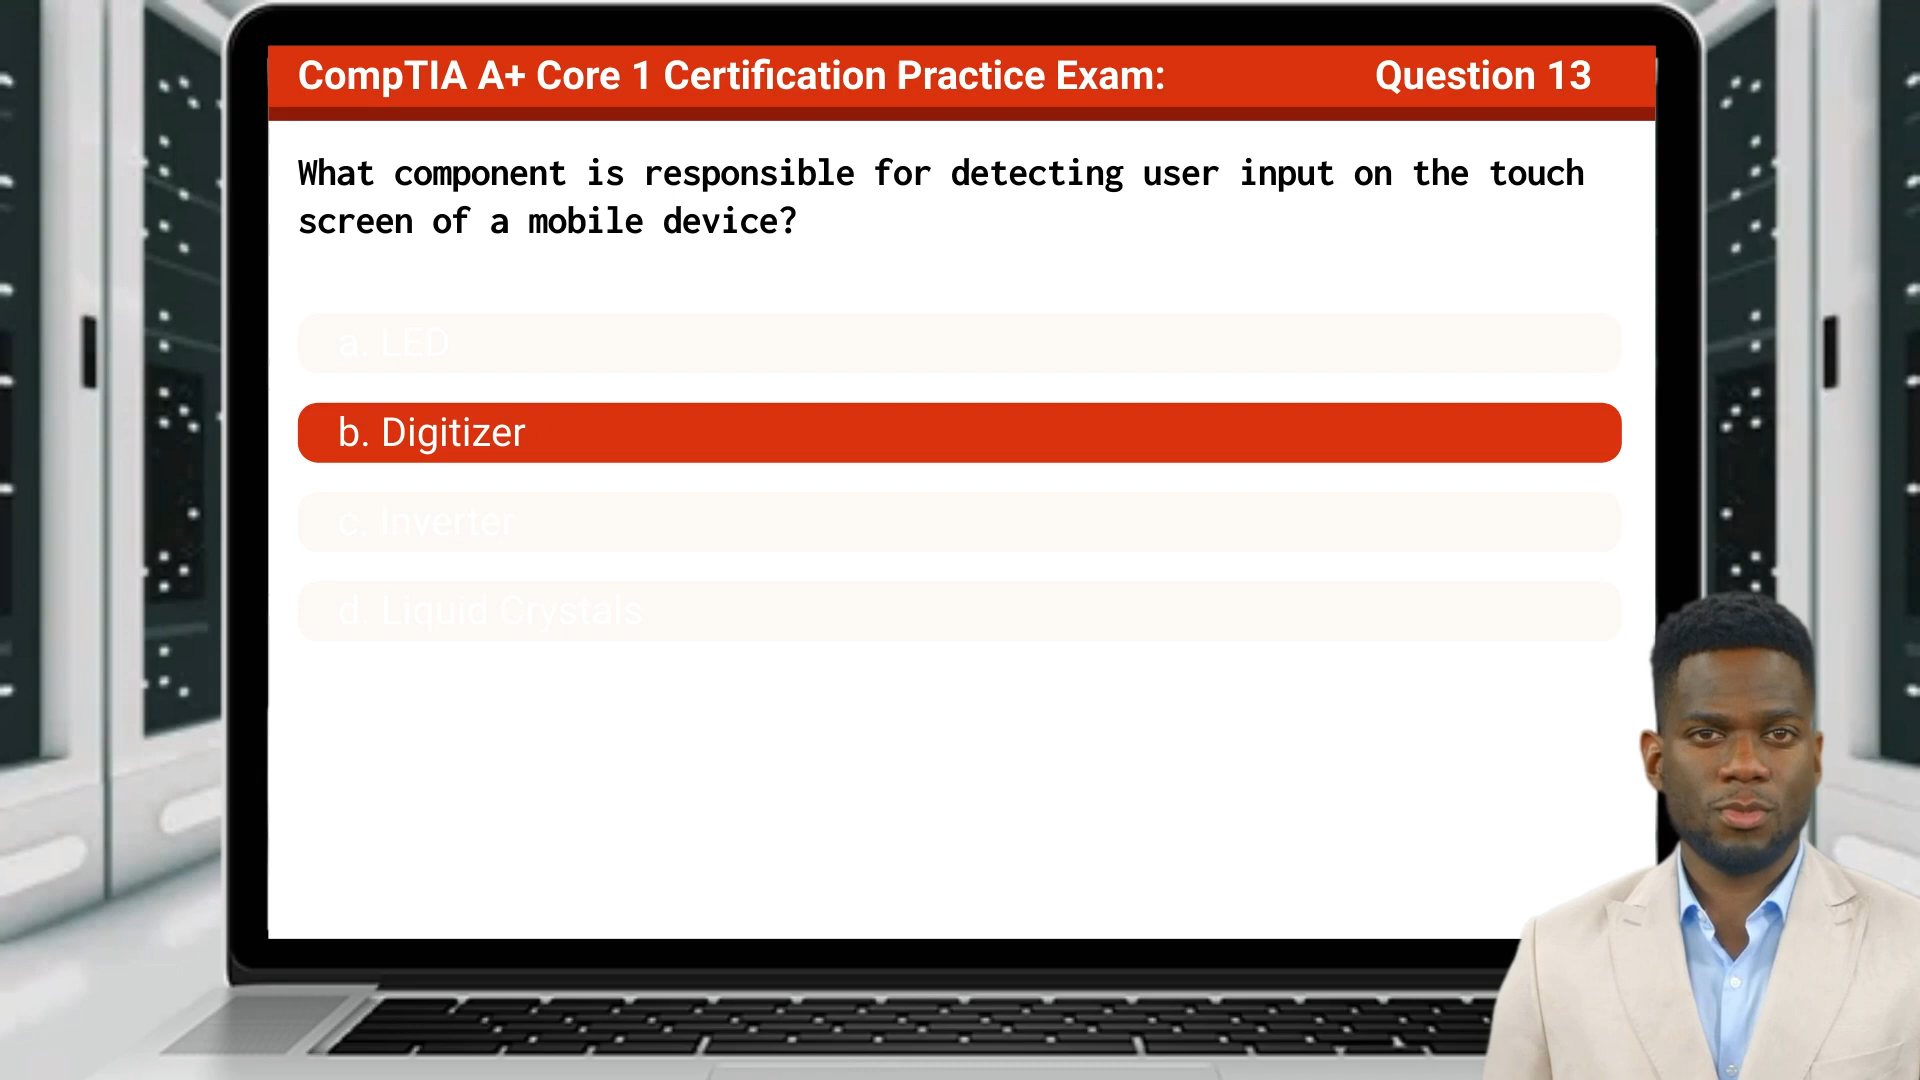 CompTIA A+ Core 1 Certification Practice Exam: Question 13
What component is responsible for detecting user input on the touch
screen of a mobile device?
a. LED
b. Digitizer
c. Inverter
d. Liquid Crystals